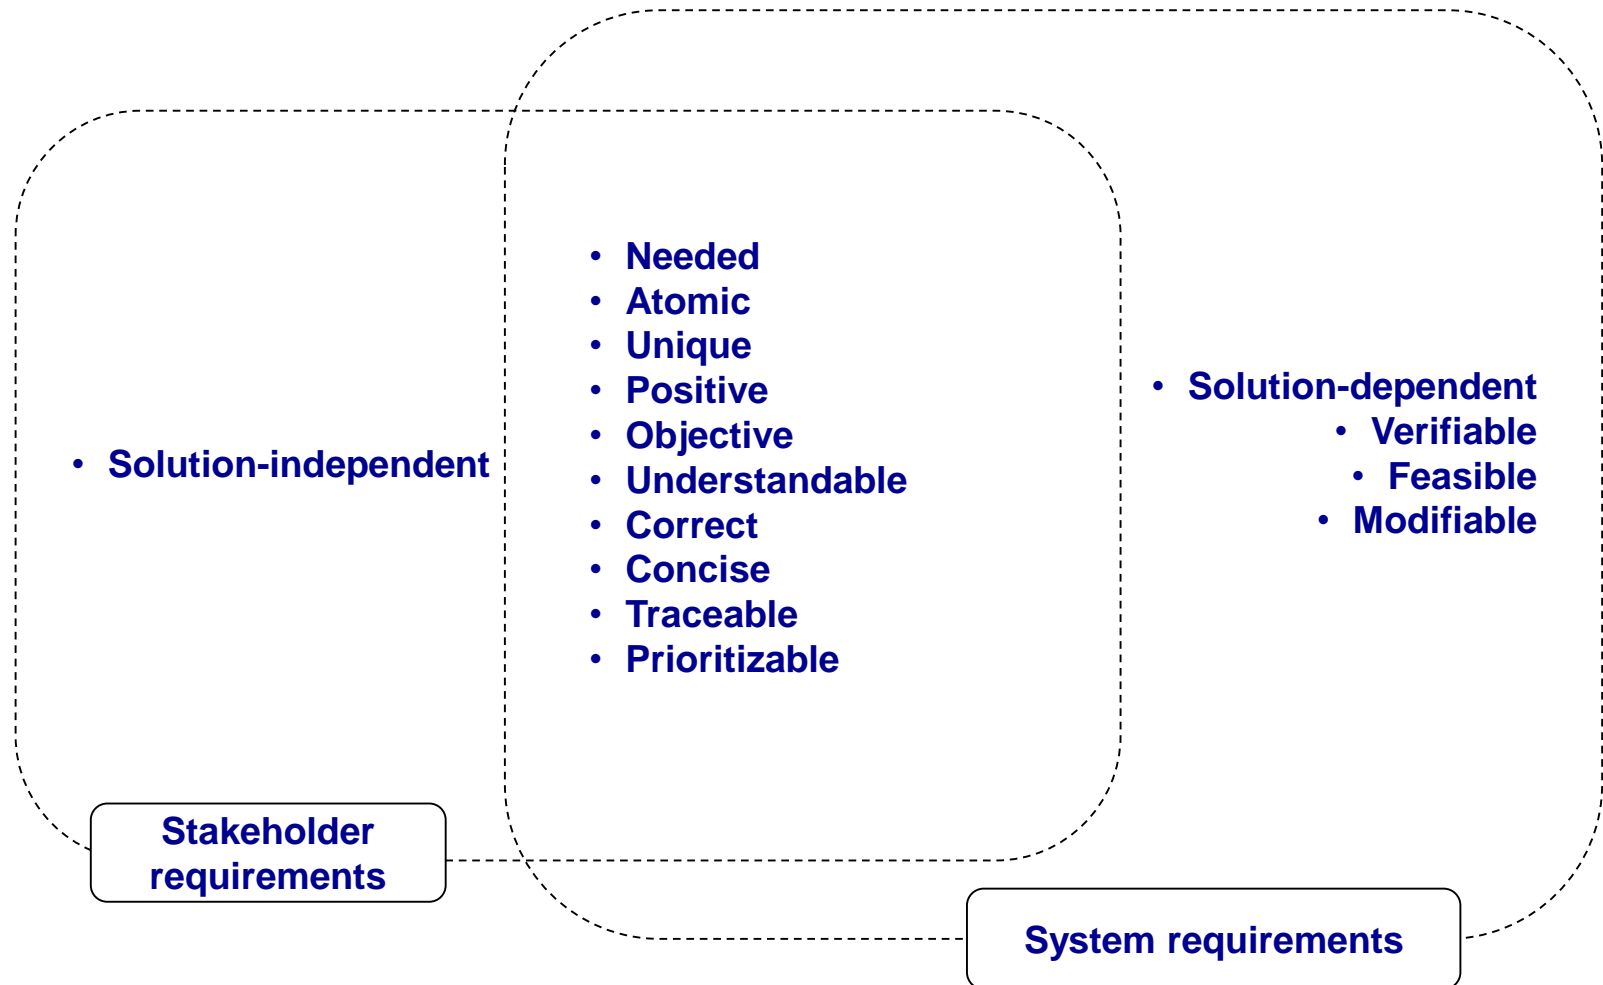 • Solution-independent
• Needed
• Atomic
• Unique
• Positive
• Objective
• Understandable
• Correct
• Concise
• Traceable
• Prioritizable
• Solution-dependent
• Verifiable
• Feasible
• Modifiable
Stakeholder
requirements
System requirements